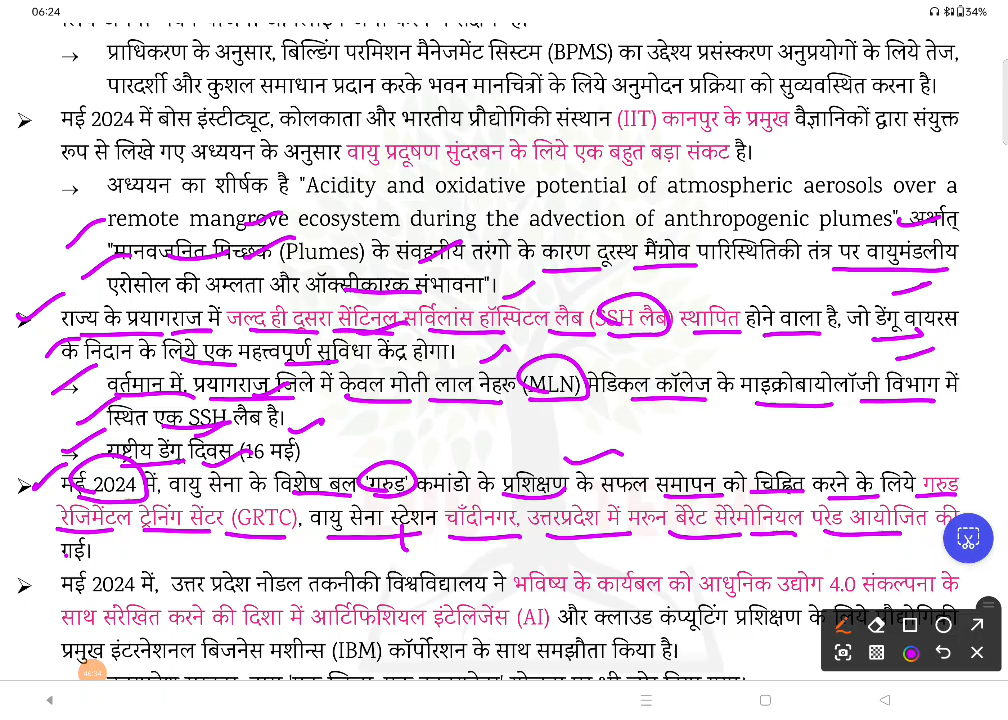 06:24
34%
→ प्राधिकरण के अनुसार, बिल्डिंग परमिशन मैनेजमेंट सिस्टम (BPMS) का उद्देश्य प्रसंस्करण अनुप्रयोगों के लिये तेज,
पारदर्शी और कुशल समाधान प्रदान करके भवन मानचित्रों के लिये अनुमोदन प्रक्रिया को सुव्यवस्थित करना है।
➢ मई 2024 में बोस इंस्टीट्यूट, कोलकाता और भारतीय प्रौद्योगिकी संस्थान (IIT) कानपुर के प्रमुख वैज्ञानिकों द्वारा संयुक्त
रूप से लिखे गए अध्ययन के अनुसार वायु प्रदूषण सुंदरबन के लिये एक बहुत बड़ा संकट है।
→ अध्ययन का शीर्षक है "Acidity and oxidative potential of atmospheric aerosols over a
remote mangrove ecosystem during the advection of anthropogenic plumes" अर्थात्
"मानवजनित पिच्छक (Plumes) के संवहनीय तरंगो के कारण दूरस्थ मैंग्रोव पारिस्थितिकी तंत्र पर वायुमंडलीय
एरोसोल की अम्लता और ऑक्सीकारक संभावना"।
➢ राज्य के प्रयागराज में जल्द ही दूसरा सेंटिनल सर्विलांस हॉस्पिटल लैब (SSH लैब) स्थापित होने वाला है, जो डेंगू वायरस
के निदान के लिये एक महत्त्वपूर्ण सुविधा केंद्र होगा।
→ वर्तमान में, प्रयागराज जिले में केवल मोती लाल नेहरू (MLN) मेडिकल कॉलेज के माइक्रोबायोलॉजी विभाग में
स्थित एक SSH लैब है।
→ राष्ट्रीय डेंगू दिवस (16 मई)
➢ मई 2024 में, वायु सेना के विशेष बल 'गरुड' कमांडो के प्रशिक्षण के सफल समापन को चिह्नित करने के लिये गरुड
रेजिमेंटल ट्रेनिंग सेंटर (GRTC), वायु सेना स्टेशन चाँदीनगर, उत्तरप्रदेश में मरून बेरेट सेरेमोनियल परेड आयोजित की
गई।
➢ मई 2024 में, उत्तर प्रदेश नोडल तकनीकी विश्वविद्यालय ने भविष्य के कार्यबल को आधुनिक उद्योग 4.0 संकल्पना के
साथ संरेखित करने की दिशा में आर्टिफिशियल इंटेलिजेंस (AI) और क्लाउड कंप्यूटिंग प्रशिक्षण के लिये प्रौद्योगिकी
प्रमुख इंटरनेशनल बिजनेस मशीन्स (IBM) कॉर्पोरेशन के साथ समझौता किया है।